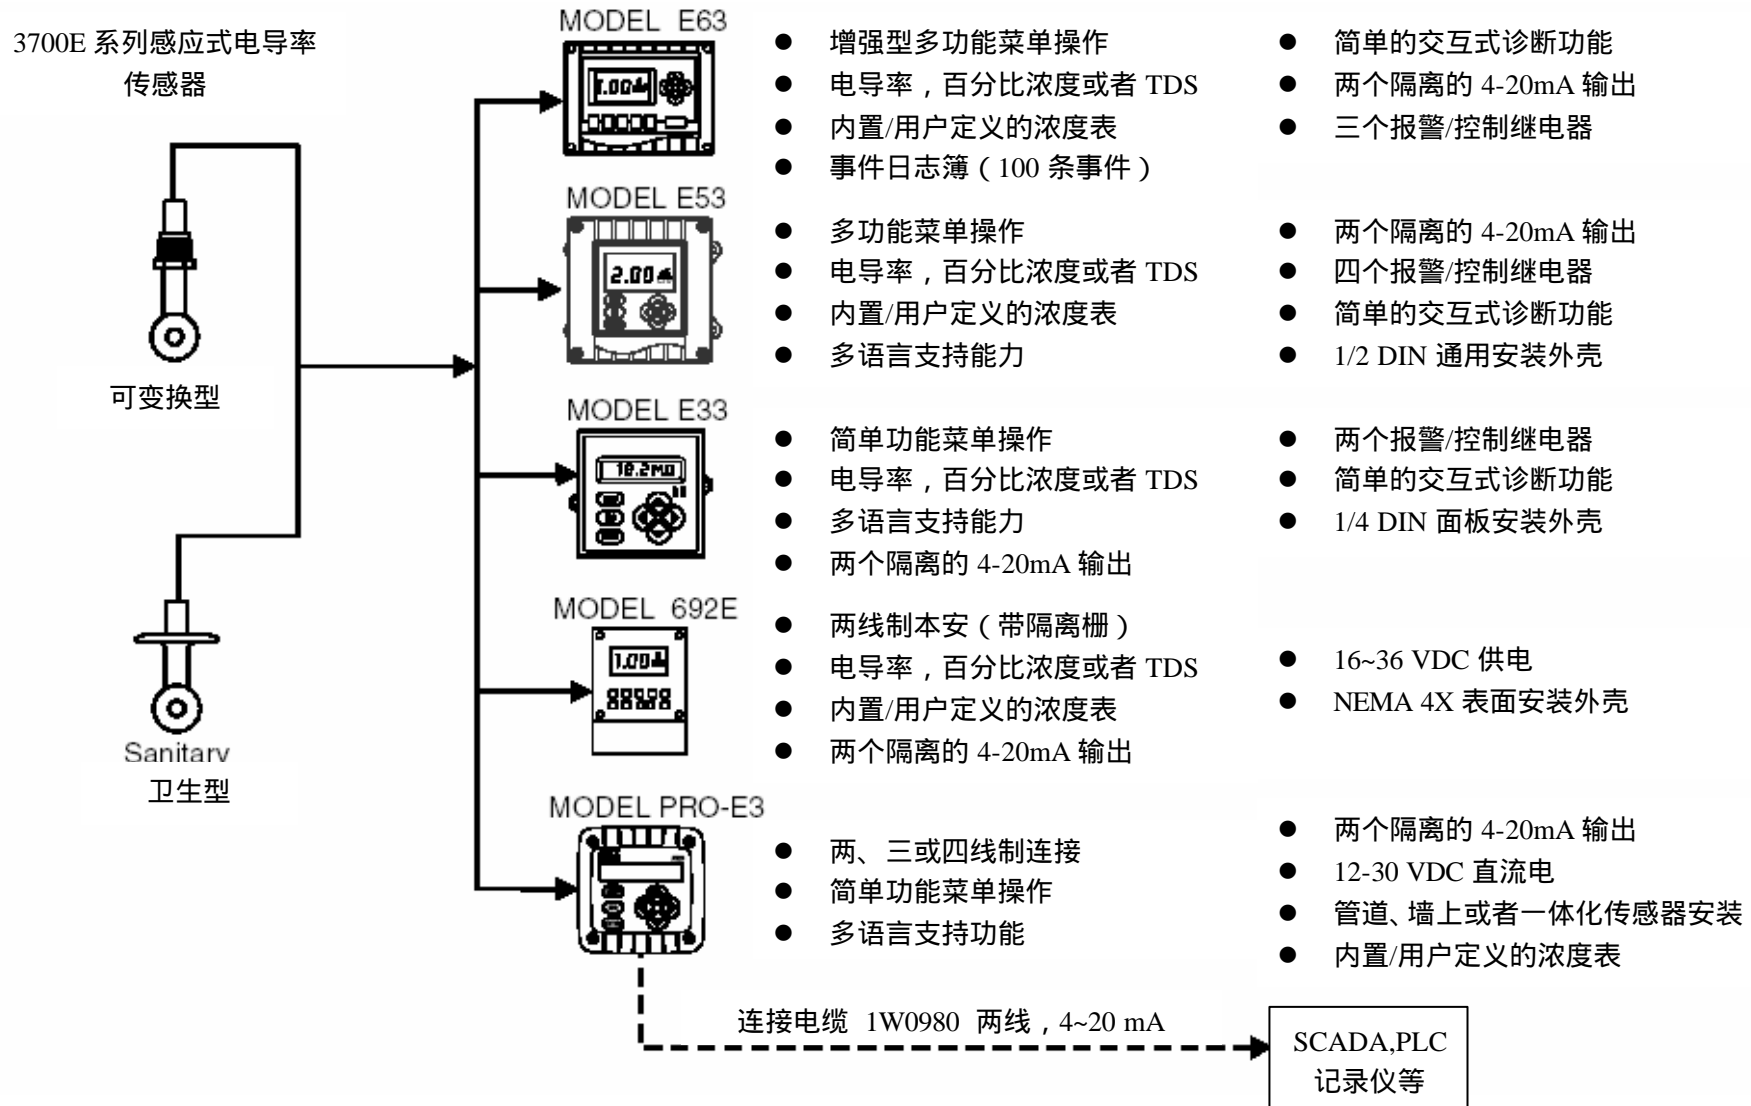 3700E 系列感应式电导率
传感器
可变换型
Sanitary
卫生型
MODEL E63
● 增强型多功能菜单操作
● 电导率，百分比浓度或者 TDS
● 内置/用户定义的浓度表
● 事件日志簿（100 条事件）
● 简单的交互式诊断功能
● 两个隔离的 4-20mA 输出
● 三个报警/控制继电器
1.00
MODEL E53
● 多功能菜单操作
● 电导率，百分比浓度或者 TDS
● 内置/用户定义的浓度表
● 多语言支持能力
● 两个隔离的 4-20mA 输出
● 四个报警/控制继电器
● 简单的交互式诊断功能
● 1/2 DIN 通用安装外壳
2.00
MODEL E33
● 简单功能菜单操作
● 电导率，百分比浓度或者 TDS
● 多语言支持能力
● 两个隔离的 4-20mA 输出
● 两个报警/控制继电器
● 简单的交互式诊断功能
● 1/4 DIN 面板安装外壳
18.2MΩ
MODEL 692E
● 两线制本安（带隔离栅）
● 电导率，百分比浓度或者 TDS
● 内置/用户定义的浓度表
● 两个隔离的 4-20mA 输出
● 16~36 VDC 供电
● NEMA 4X 表面安装外壳
1.00
MODEL PRO-E3
● 两、三或四线制连接
● 简单功能菜单操作
● 多语言支持功能
● 两个隔离的 4-20mA 输出
● 12-30 VDC 直流电
● 管道、墙上或者一体化传感器安装
● 内置/用户定义的浓度表
连接电缆 1W0980 两线，4~20 mA
SCADA,PLC
记录仪等